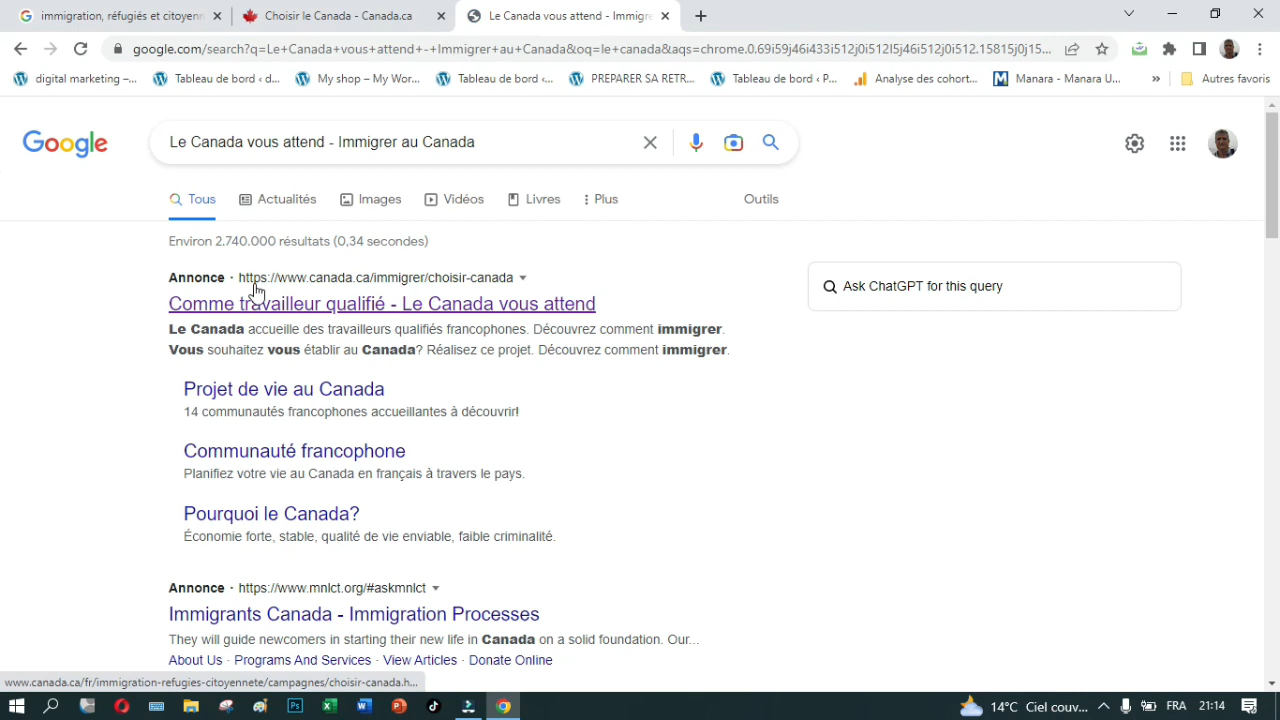 immigration, réfugiés et citoyenn
Choisir le Canada - Canada.ca
Le Canada vous attend - Immigre
google.com/search?q=Le+Canada+vous+attend+-+Immigrer+au+Canada&oq=le+canada&aqs=chrome.0.69i59j46i433i512j0i512l5j46i512j0i512.15815j0j15...
digital marketing –...
Tableau de bord ‹ d...
My shop – My Wor...
Tableau de bord ‹...
PREPARER SA RETR...
Tableau de bord ‹ P...
Analyse des cohort...
Manara - Manara U...
»
Autres favoris
Google
Le Canada vous attend - Immigrer au Canada
Tous
Actualités
Images
Vidéos
Livres
Plus
Outils
Environ 2.740.000 résultats (0,34 secondes)
Annonce · https://www.canada.ca/immigrer/choisir-canada
Comme travailleur qualifié - Le Canada vous attend
Le Canada accueille des travailleurs qualifiés francophones. Découvrez comment immigrer.
Vous souhaitez vous établir au Canada? Réalisez ce projet. Découvrez comment immigrer.
Ask ChatGPT for this query
Projet de vie au Canada
14 communautés francophones accueillantes à découvrir!
Communauté francophone
Planifiez votre vie au Canada en français à travers le pays.
Pourquoi le Canada?
Économie forte, stable, qualité de vie enviable, faible criminalité.
Annonce · https://www.mnlct.org/#askmnlct
Immigrants Canada - Immigration Processes
They will guide newcomers in starting their new life in Canada on a solid foundation. Our...
About Us · Programs And Services · View Articles · Donate Online
www.canada.ca/fr/immigration-refugies-citoyennete/campagnes/choisir-canada.h...
14°C Ciel couv...
FRA
21:14